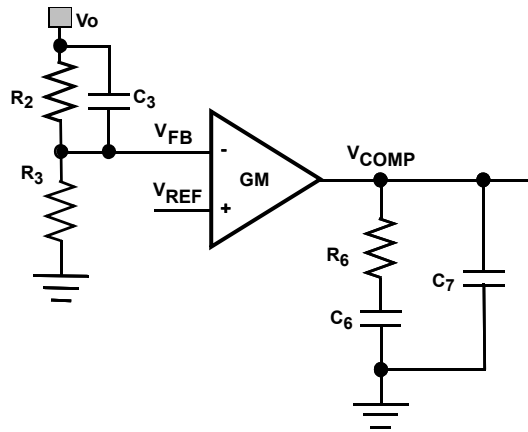 Vo
R2
C3
VFB
VCOMP
R3
GM
-
VREF
+
R6
C7
C6